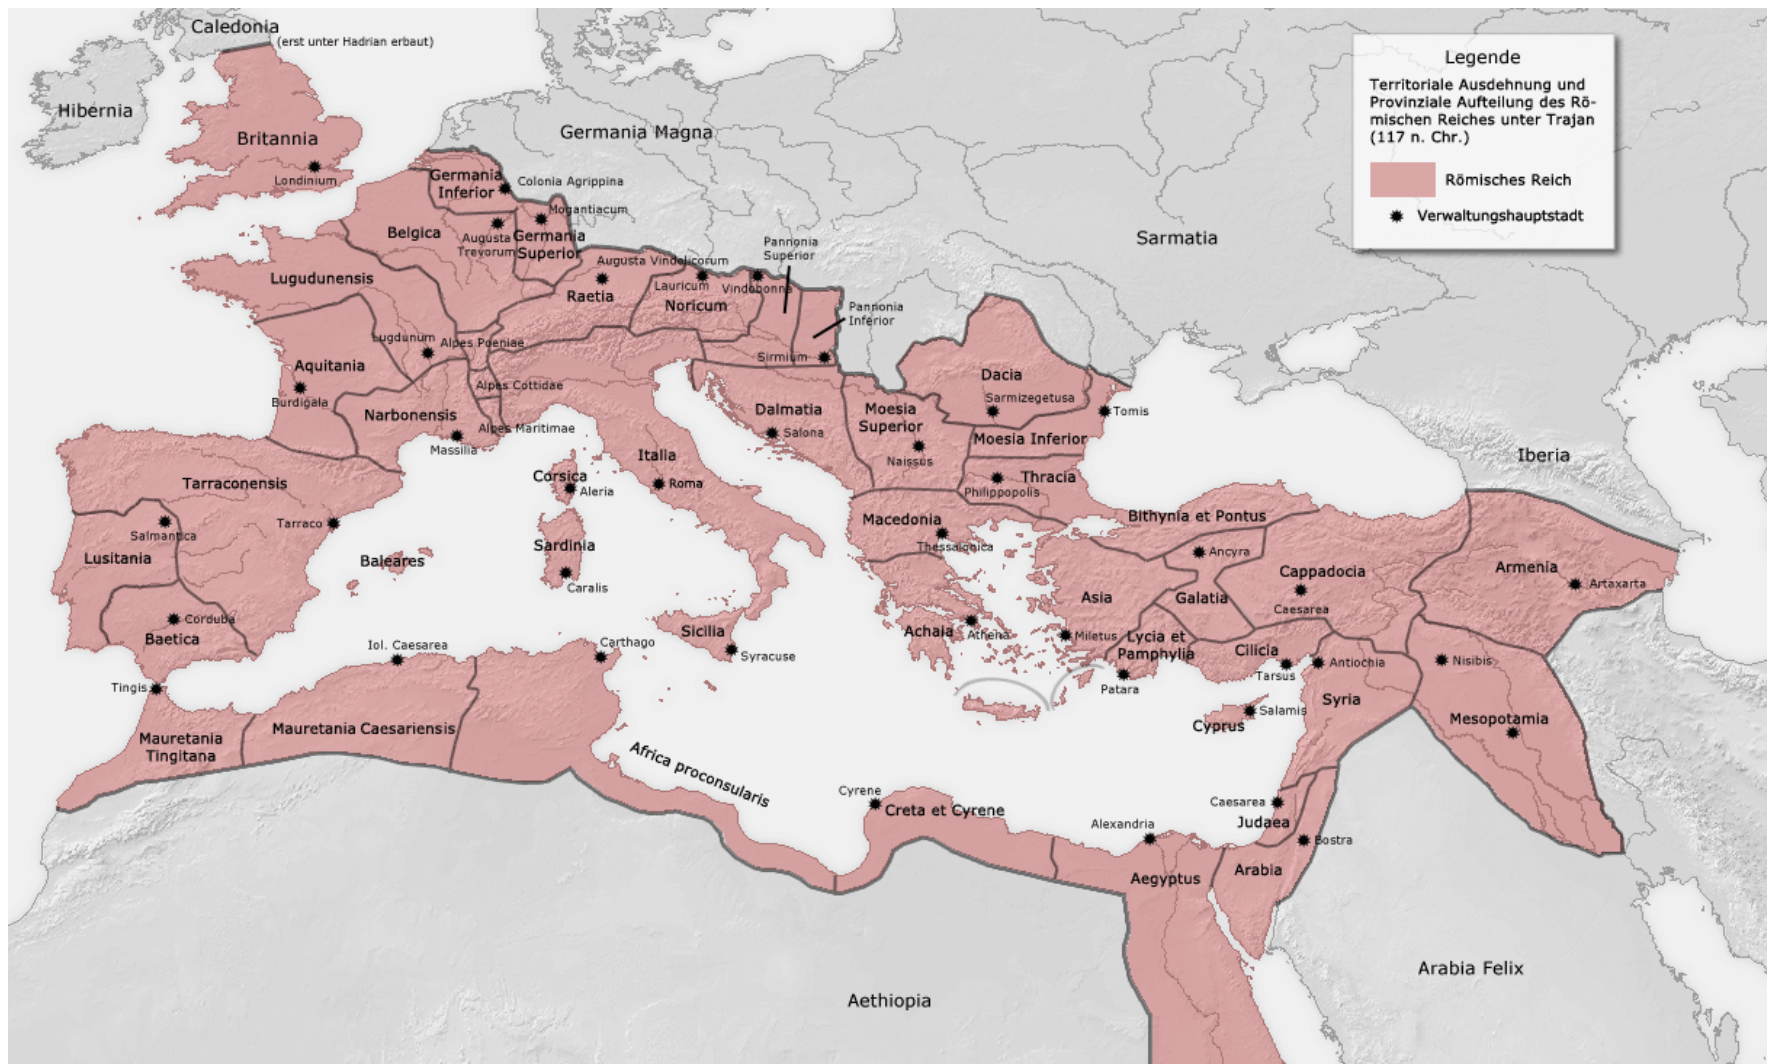 Caledonia
(erst unter Hadrian erbaut)
Hibernia
Britannia
Londinium
Germania Magna
Sarmatia
Legende
Territoriale Ausdehnung und
Provinziale Aufteilung des Rö-
mischen Reiches unter Trajan
(117 n. Chr.)
Römisches Reich
Verwaltungshauptstadt
Germania
Inferior
Colonia Agrippina
Mogantiacum
Belgica
Augusta
Trevorum
Germania
Superior
Lugudunensis
Augusta Vindelicorum
Raetia
Lauricum
Noricum
Vindobonna
Pannonia
Superior
Pannonia
Inferior
Sirmium
Lugdunum
Alpes Poeniae
Aquitania
Burdigala
Alpes Cottidae
Narbonensis
Alpes Maritimae
Massilia
Dacia
Sarmizegetusa
Tomis
Dalmatia
Salona
Moesia
Superior
Naissus
Moesia Inferior
Thracia
Philippopolis
Iberia
Italia
Roma
Corsica
Aleria
Tarraconensis
Tarraco
Salmantica
Lusitania
Baleares
Sardinia
Caralis
Macedonia
Thessalonica
Bithynia et Pontus
Ancyra
Cappadocia
Caesarea
Armenia
Artaxarta
Asia
Galatia
Corduba
Baetica
Sicilia
Syracuse
Achaia
Athena
Miletus
Lycia et
Pamphylia
Patara
Cilicia
Tarsus
Antiochia
Nisibis
Iol. Caesarea
Carthago
Tingis
Mauretania
Tingitana
Mauretania Caesariensis
Africa proconsularis
Syria
Salamis
Cyprus
Mesopotamia
Cyrene
Creta et Cyrene
Alexandria
Caesarea
Judaea
Bostra
Aegyptus
Arabia
Arabia Felix
Aethiopia